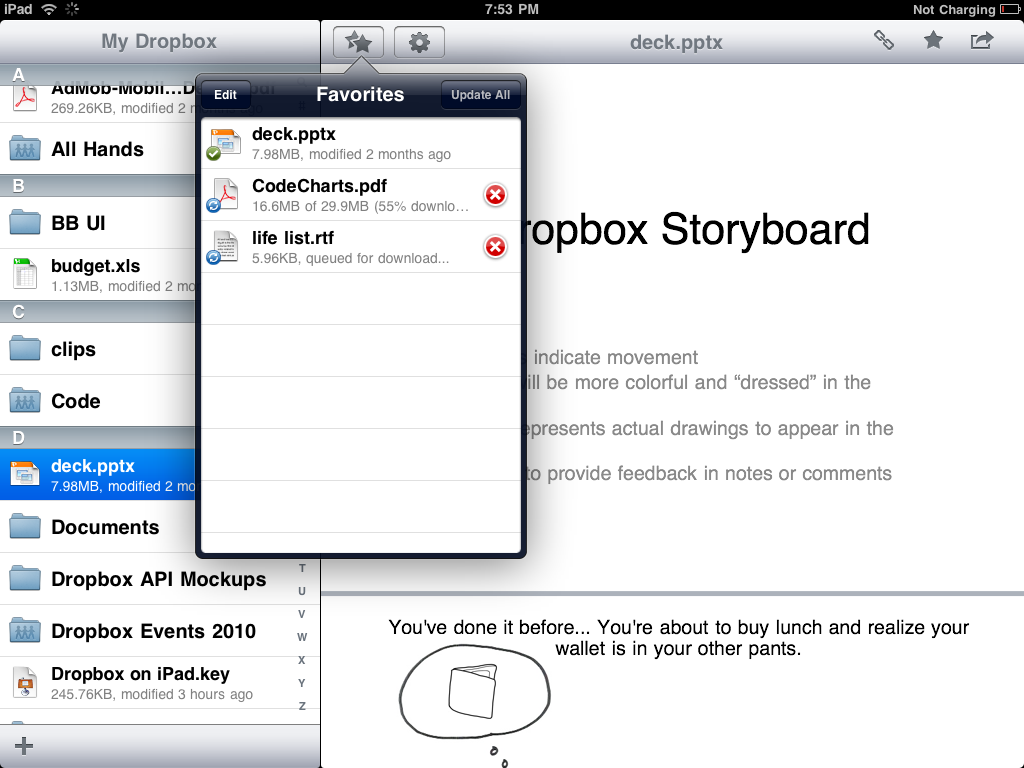 iPad 7:53 PM Not Charging
My Dropbox
deck.pptx
A
AdMob-Mobil...
269.26KB, modified 2
All Hands
B
BB UI
budget.xls
1.13MB, modified 2 mo
C
clips
Code
D
deck.pptx
7.98MB, modified 2 mo
Documents
Dropbox API Mockups
Dropbox Events 2010
Dropbox on iPad.key
245.76KB, modified 3 hours ago
T
U
V
W
X
Y
Z
Edit Favorites Update All
deck.pptx
7.98MB, modified 2 months ago
CodeCharts.pdf
16.6MB of 29.9MB (55% downlo...
life list.rtf
5.96KB, queued for download...
ropbox Storyboard
s indicate movement
ill be more colorful and “dressed” in the
epresents actual drawings to appear in the
to provide feedback in notes or comments
You've done it before... You're about to buy lunch and realize your
wallet is in your other pants.